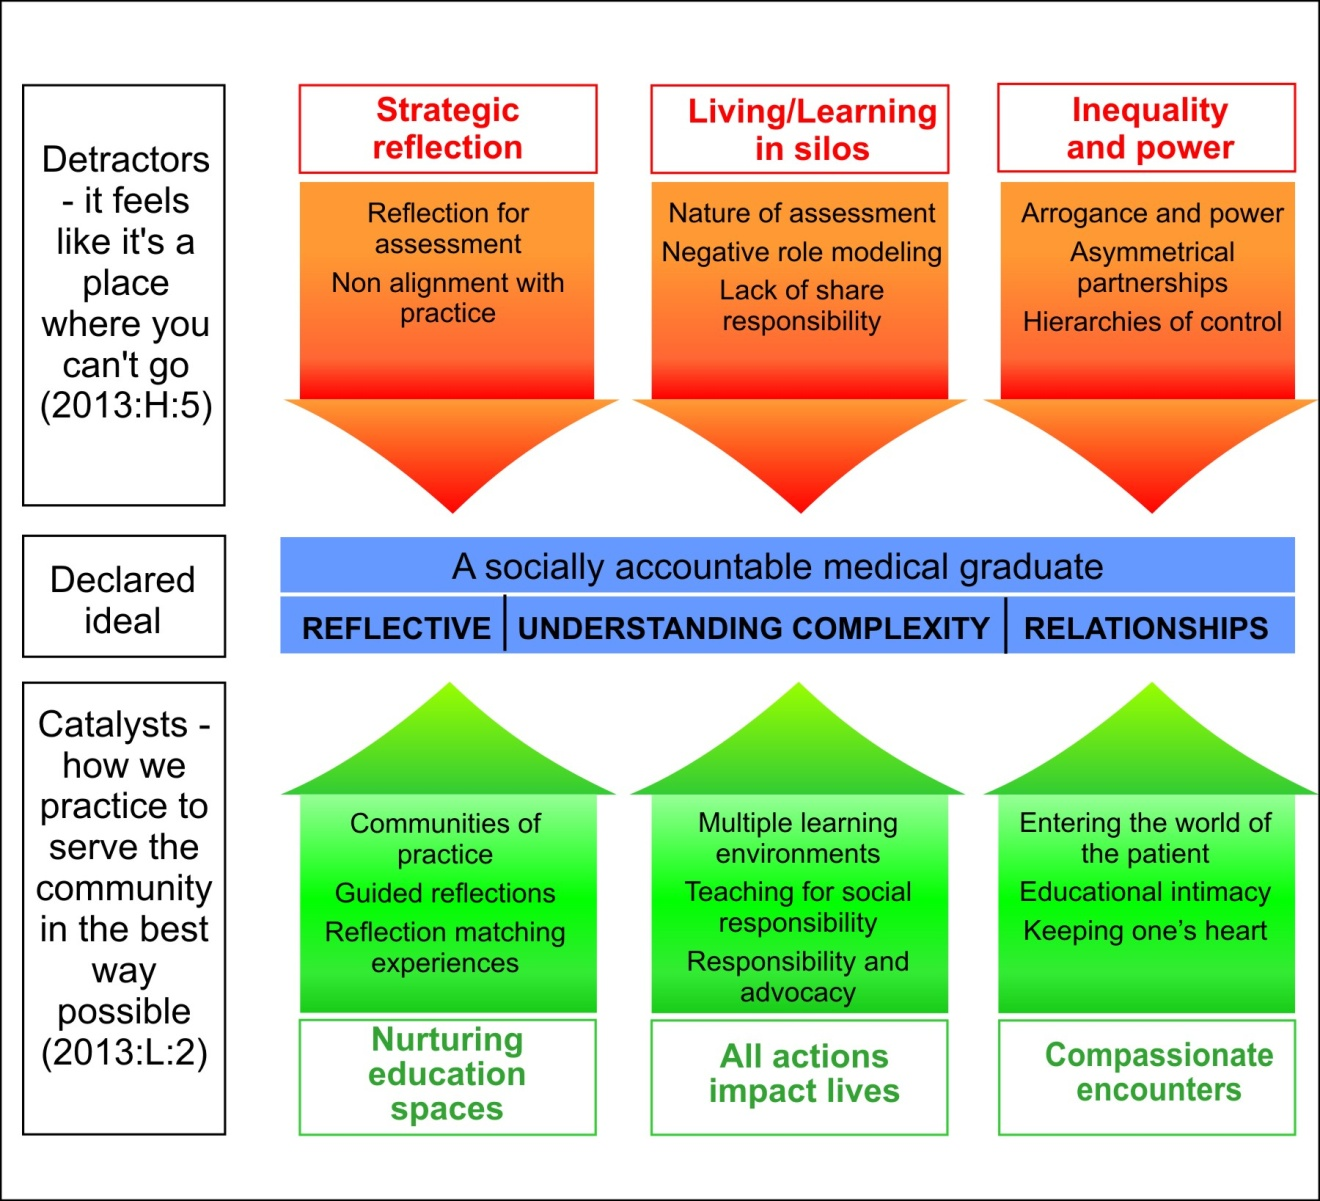 Detractors
- it feels
like it's a
place
where you
can't go
(2013:H:5)
Strategic
reflection
Reflection for
assessment
Non alignment with
practice
Living/Learning
in silos
Nature of assessment
Negative role modeling
Lack of share
responsibility
Inequality
and power
Arrogance and power
Asymmetrical
partnerships
Hierarchies of control
Declared
ideal
A socially accountable medical graduate
REFLECTIVE
UNDERSTANDING COMPLEXITY
RELATIONSHIPS
Catalysts -
how we
practice to
serve the
community
in the best
way
possible
(2013:L:2)
Communities of
practice
Guided reflections
Reflection matching
experiences
Nurturing
education
spaces
Multiple learning
environments
Teaching for social
responsibility
Responsibility and
advocacy
All actions
impact lives
Entering the world of
the patient
Educational intimacy
Keeping one’s heart
Compassionate
encounters